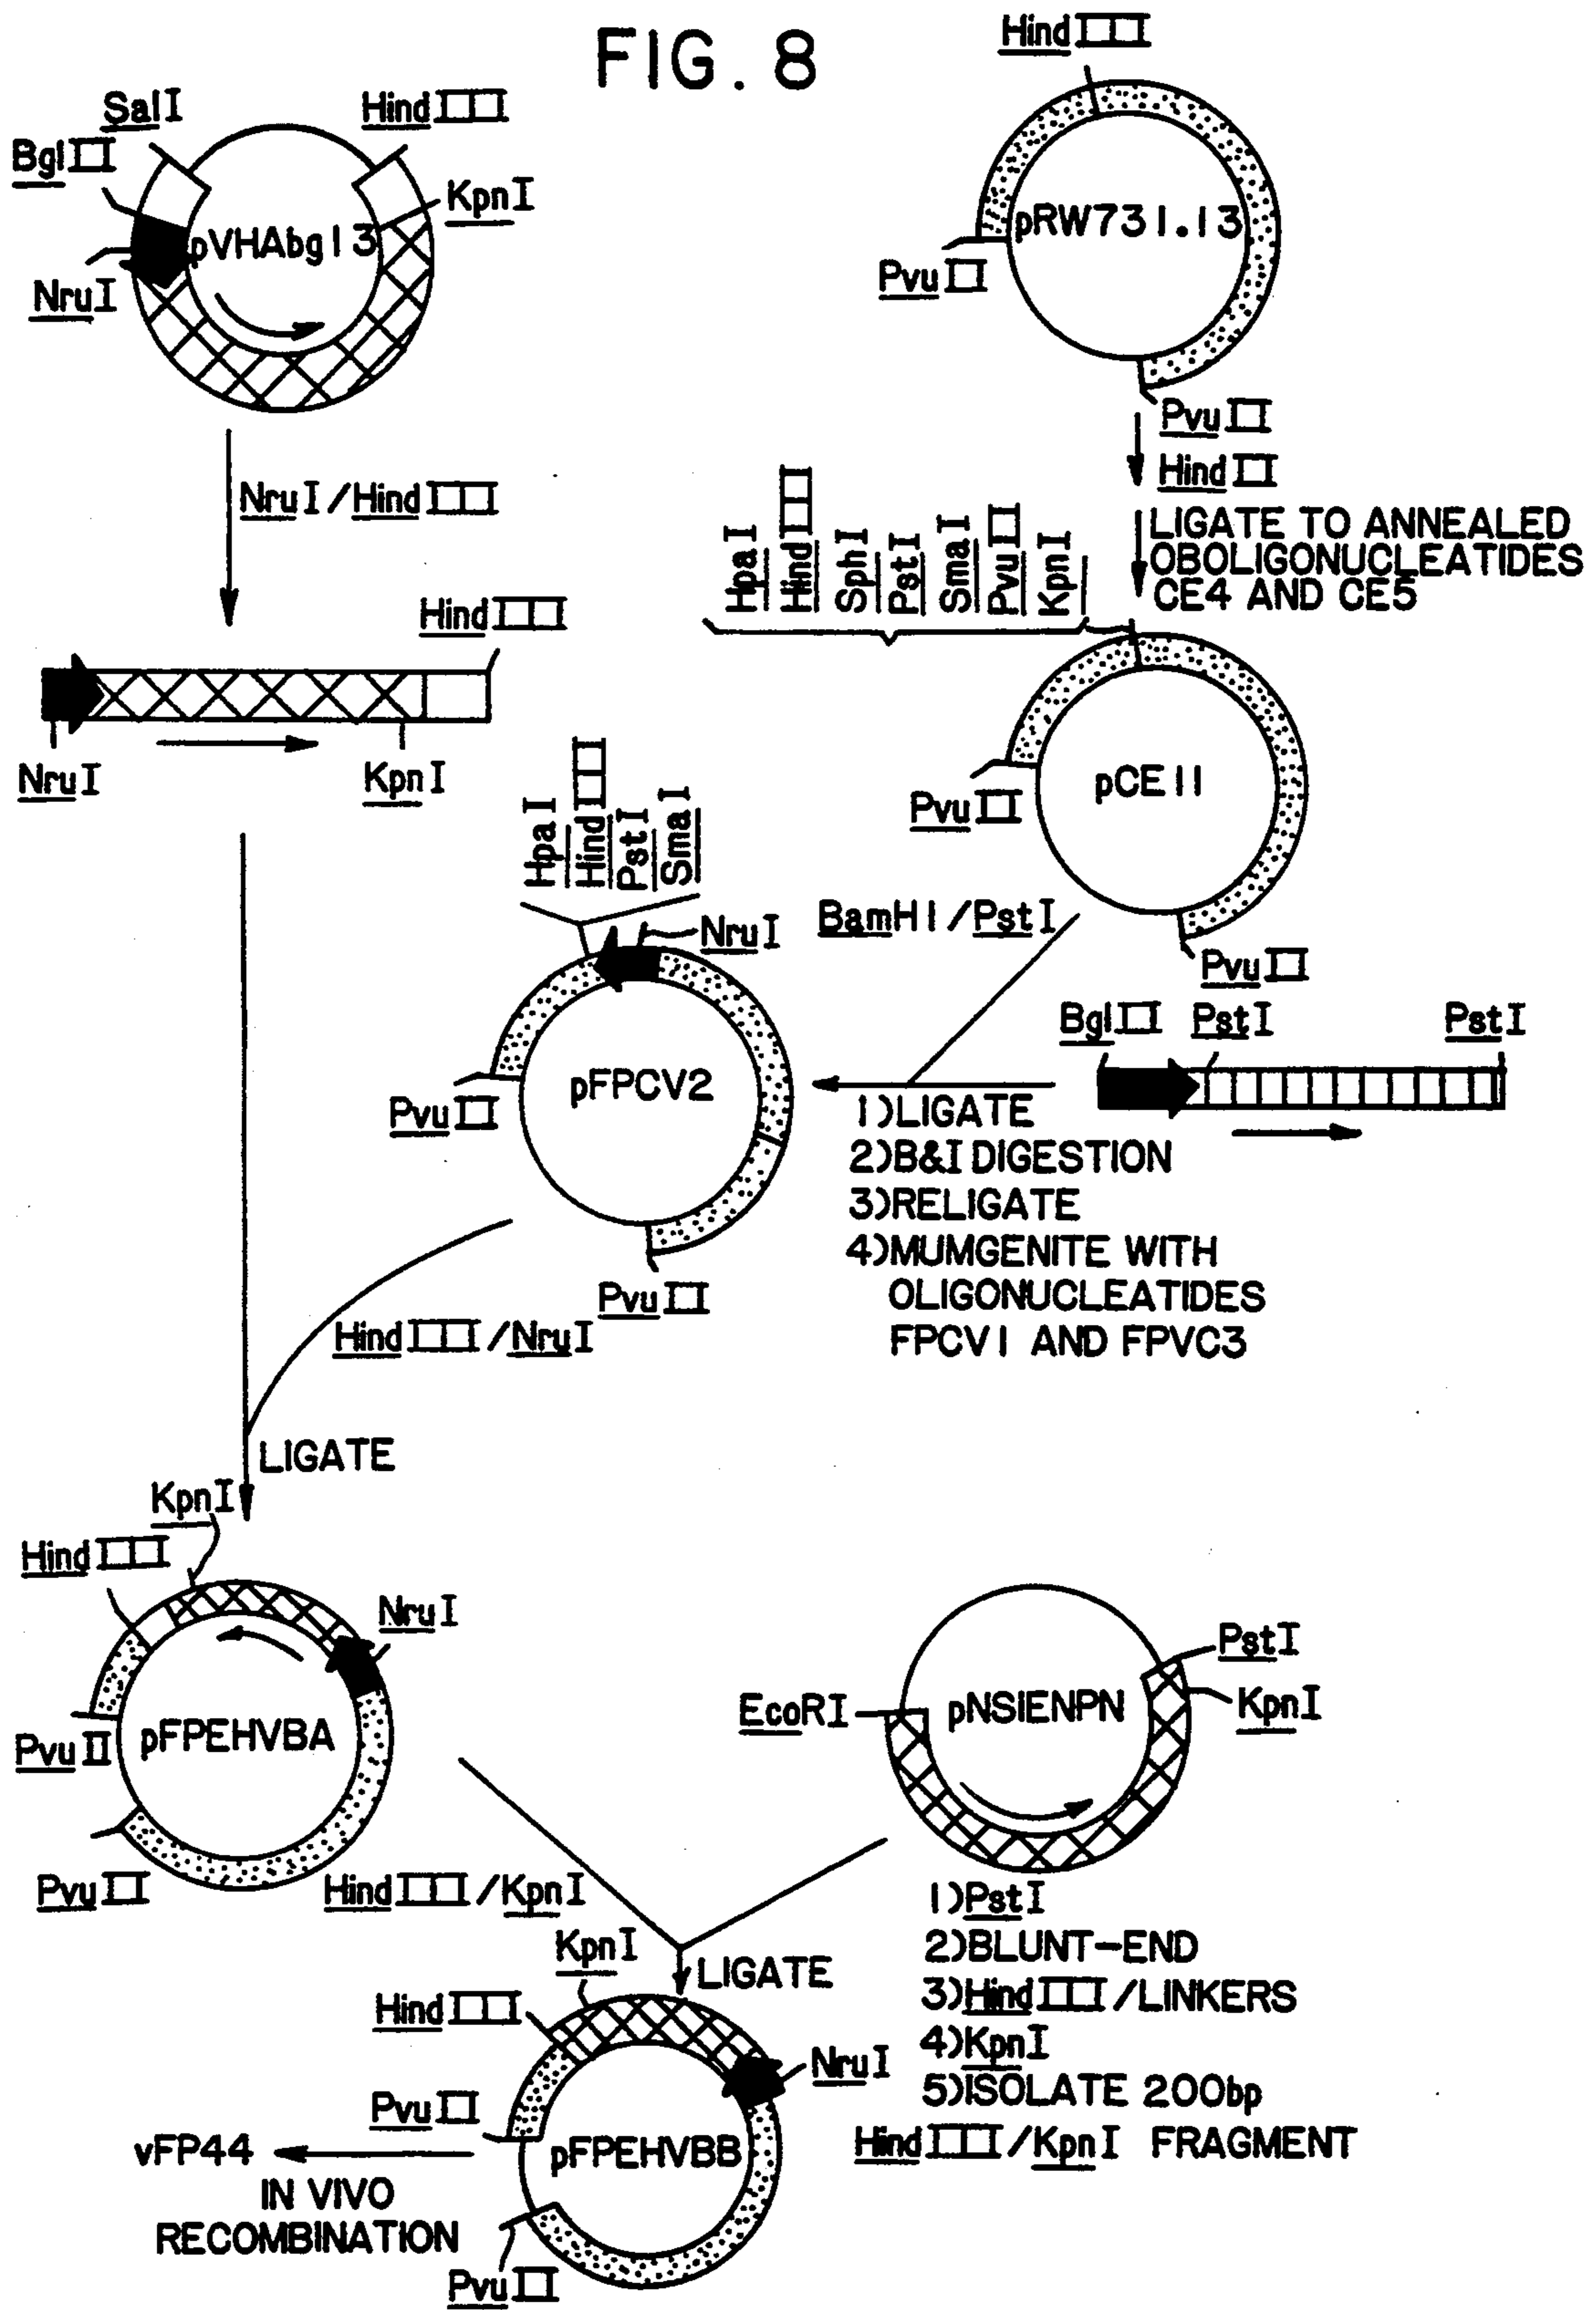 FIG. 8
SalI
HindIII
BglII
KpnI
pVHAbg13
NruI
HindIII
pRW731.13
PvuII
PvuII
HindII
NruI/HindIII
LIGATE TO ANNEALED
OBOLIGONUCLEATIDES
CE4 AND CE5
HpaI
HindIII
SphI
PstI
SmaI
PvuII
KpnI
HindIII
NruI
KpnI
pCE11
PvuII
PvuII
HpaI
HindIII
PstI
SmaI
NruI
BamHI/PstI
BglII PstI PstI
pFPCV2
PvuII
PvuII
1)LIGATE
2)B&I DIGESTION
3)RELIGATE
4)MUMGENITE WITH
OLIGONUCLEATIDES
FPCV1 AND FPVC3
HindIII/NruI
LIGATE
KpnI
HindIII
NruI
pFPEHVBA
PvuII
PvuII
HindIII/KpnI
PstI
EcoRI
pNSIENPN
KpnI
1)PstI
2)BLUNT-END
3)HindIII/LINKERS
4)KpnI
5)ISOLATE 200bp
HindIII/KpnI FRAGMENT
KpnI
LIGATE
HindIII
NruI
PvuII
pFPEHVBB
vFP44
IN VIVO
RECOMBINATION
PvuII